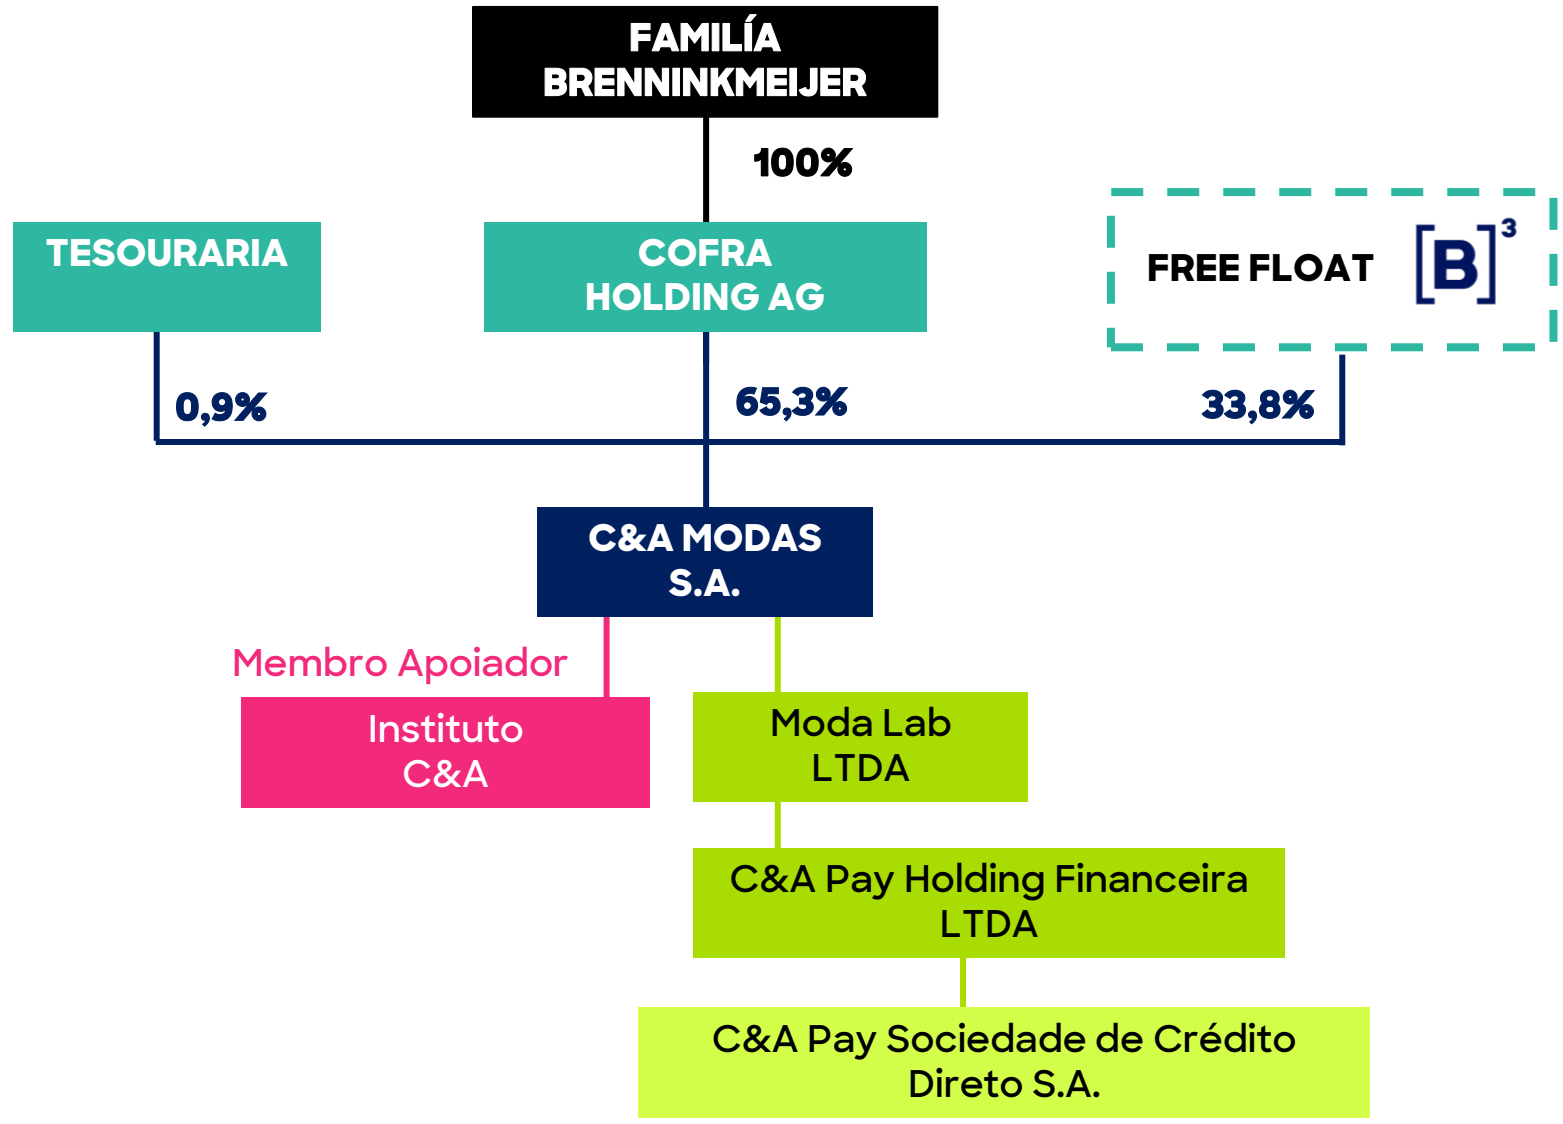 FAMILÍA
BRENNINKMEIJER
100%
TESOURARIA
COFRA
HOLDING AG
FREE FLOAT [B]³
0,9%
65,3%
33,8%
C&A MODAS
S.A.
Membro Apoiador
Instituto
C&A
Moda Lab
LTDA
C&A Pay Holding Financeira
LTDA
C&A Pay Sociedade de Crédito
Direto S.A.